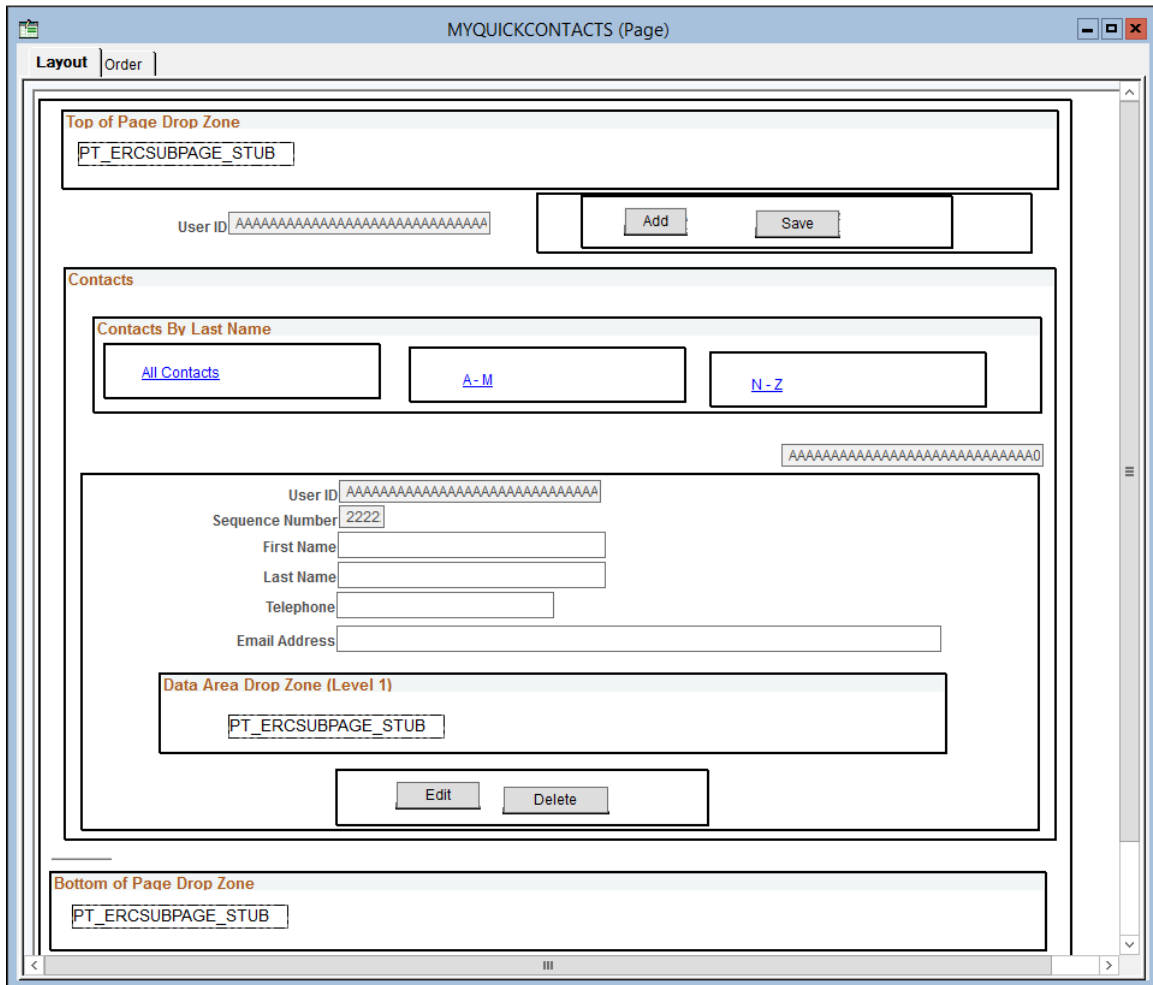 MYQUICKCONTACTS (Page)
Layout Order
Top of Page Drop Zone
PT_ERCSUBPAGE_STUB
User ID AAAAAAAAAAAAAAAAAAAAAAAAAAAAAA Add Save
Contacts
Contacts By Last Name
All Contacts A - M N - Z
AAAAAAAAAAAAAAAAAAAAAAAAAAAAA0
User ID AAAAAAAAAAAAAAAAAAAAAAAAAAAAAA
Sequence Number 2222
First Name
Last Name
Telephone
Email Address
Data Area Drop Zone (Level 1)
PT_ERCSUBPAGE_STUB
Edit Delete
Bottom of Page Drop Zone
PT_ERCSUBPAGE_STUB